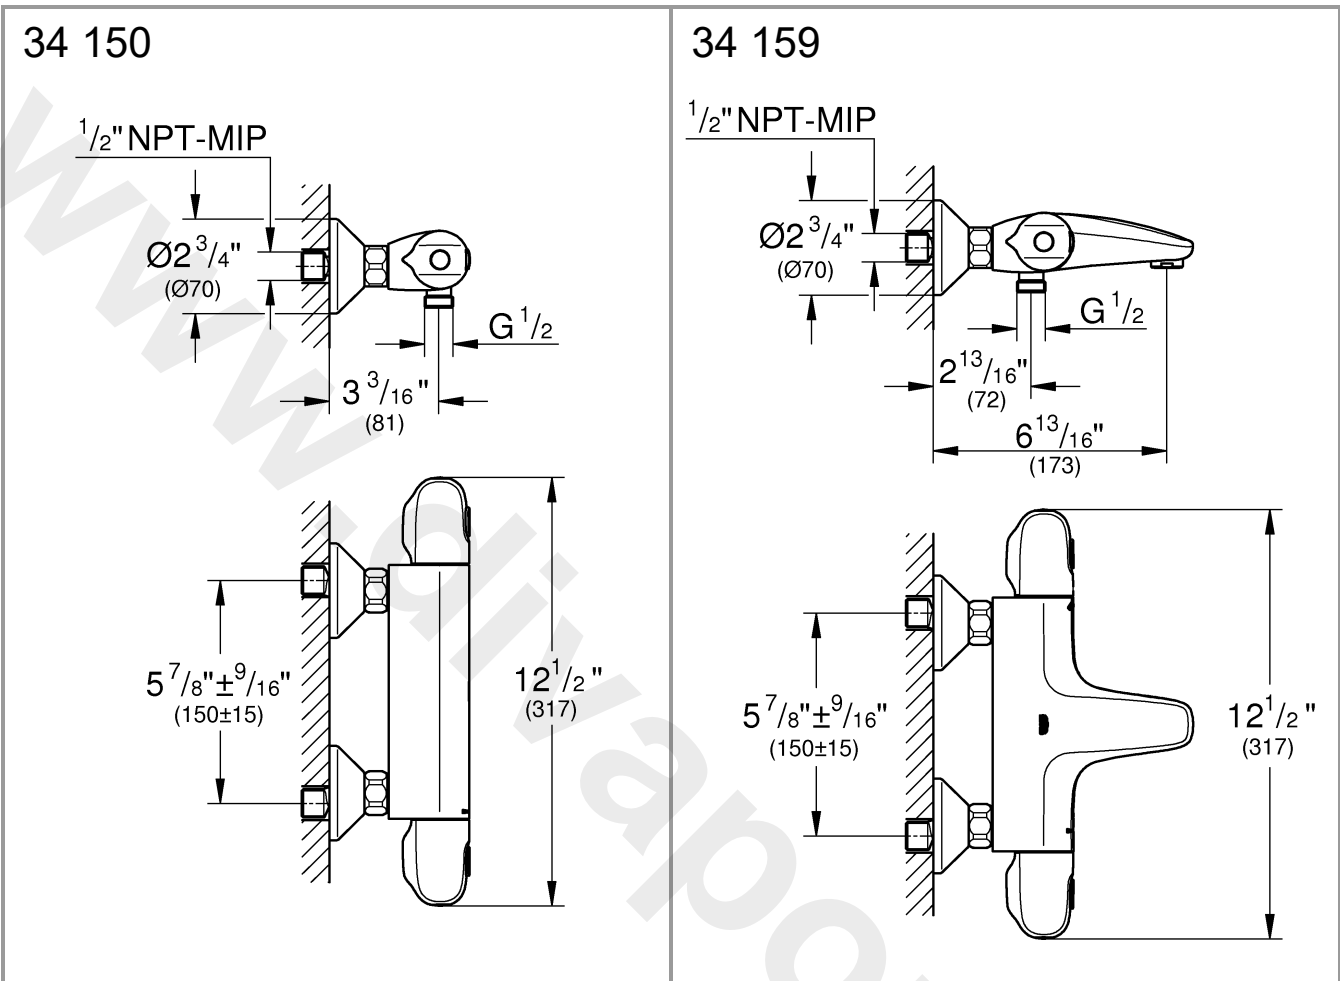 34 150
1/2" NPT-MIP
Ø2 3/4"
(Ø70)
G 1/2
3 3/16"
(81)
5 7/8"±9/16"
(150±15)
12 1/2"
(317)
34 159
1/2" NPT-MIP
Ø2 3/4"
(Ø70)
G 1/2
2 13/16"
(72)
6 13/16"
(173)
5 7/8"±9/16"
(150±15)
12 1/2"
(317)
www.divapo